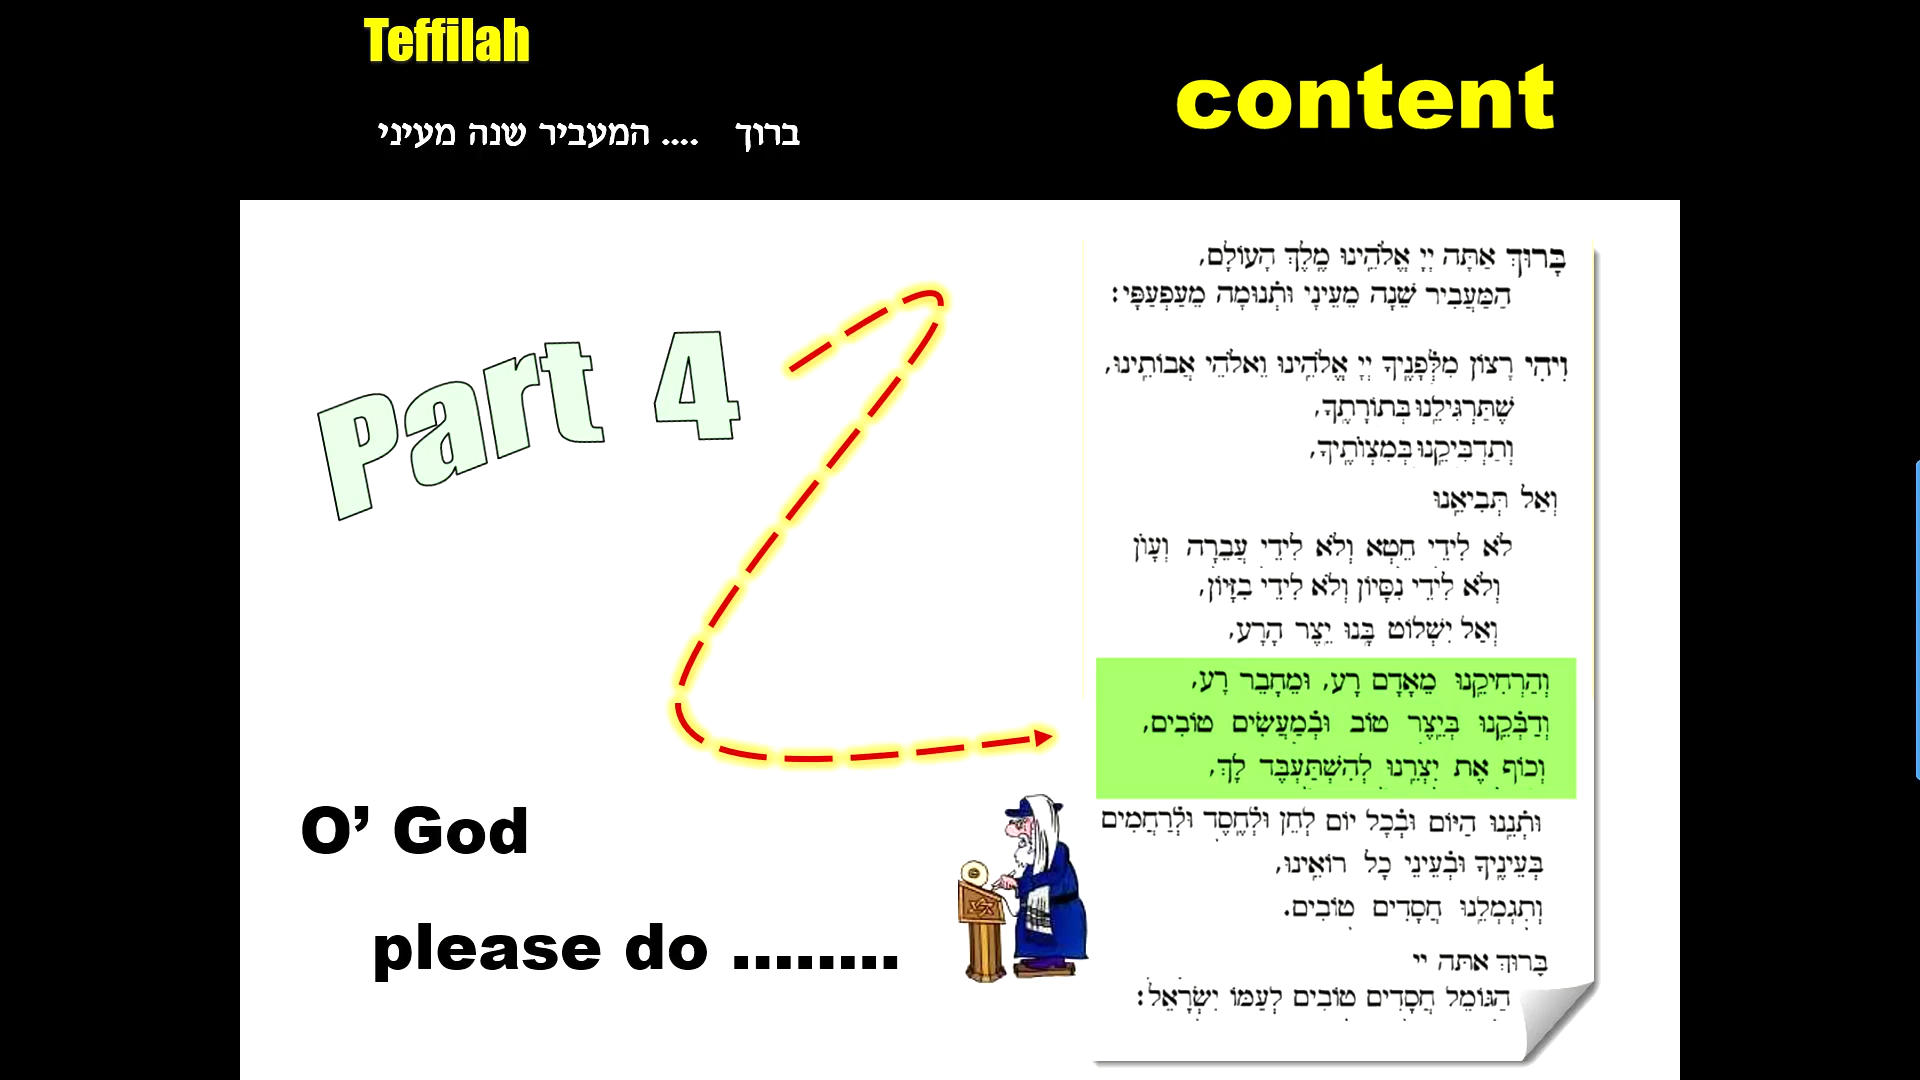 Teffilah
content
ברוך .... המעביר שנה מעיני
Part 4
O’ God
please do ........
בָּרוּךְ אַתָּה יְיָ אֱלֹהֵֽינוּ מֶֽלֶךְ הָעוֹלָם,
הַמַּעֲבִיר שֵׁנָה מֵעֵינָי וּתְנוּמָה מֵעַפְעַפָּי:
וִיהִי רָצוֹן מִלְּפָנֶֽיךָ יְיָ אֱלֹהֵֽינוּ וֵאלֹהֵי אֲבוֹתֵֽינוּ,
שֶׁתַּרְגִּילֵֽנוּ בְּתוֹרָתֶֽךָ,
וְתַדְבִּיקֵֽנוּ בְּמִצְוֹתֶֽיךָ,
וְאַל תְּבִיאֵֽנוּ
לֹא לִידֵי חֵטְא וְלֹא לִידֵי עֲבֵרָה וְעָוֹן
וְלֹא לִידֵי נִסָּיוֹן וְלֹא לִידֵי בִזָּיוֹן,
וְאַל יִשְׁלוֹט בָּֽנוּ יֵֽצֶר הָרָע,
וְהַרְחִיקֵֽנוּ מֵאָדָם רָע, וּמֵחָבֵר רָע,
וְדַבְּקֵֽנוּ בְּיֵֽצֶר טוֹב וּבְמַעֲשִׂים טוֹבִים,
וְכוֹף אֶת יִצְרֵֽנוּ לְהִשְׁתַּעְבֶּד לָךְ,
וּתְנֵֽנוּ הַיּוֹם וּבְכָל יוֹם לְחֵן וּלְחֶֽסֶד וּלְרַחֲמִים
בְּעֵינֶֽיךָ וּבְעֵינֵי כָל רוֹאֵֽינוּ,
וְתִגְמְלֵֽנוּ חֲסָדִים טוֹבִים.
בָּרוּךְ אתּה יי
הַגּוֹמֵל חֲסָדִים טוֹבִים לְעַמּוֹ יִשְׂרָאֵל: